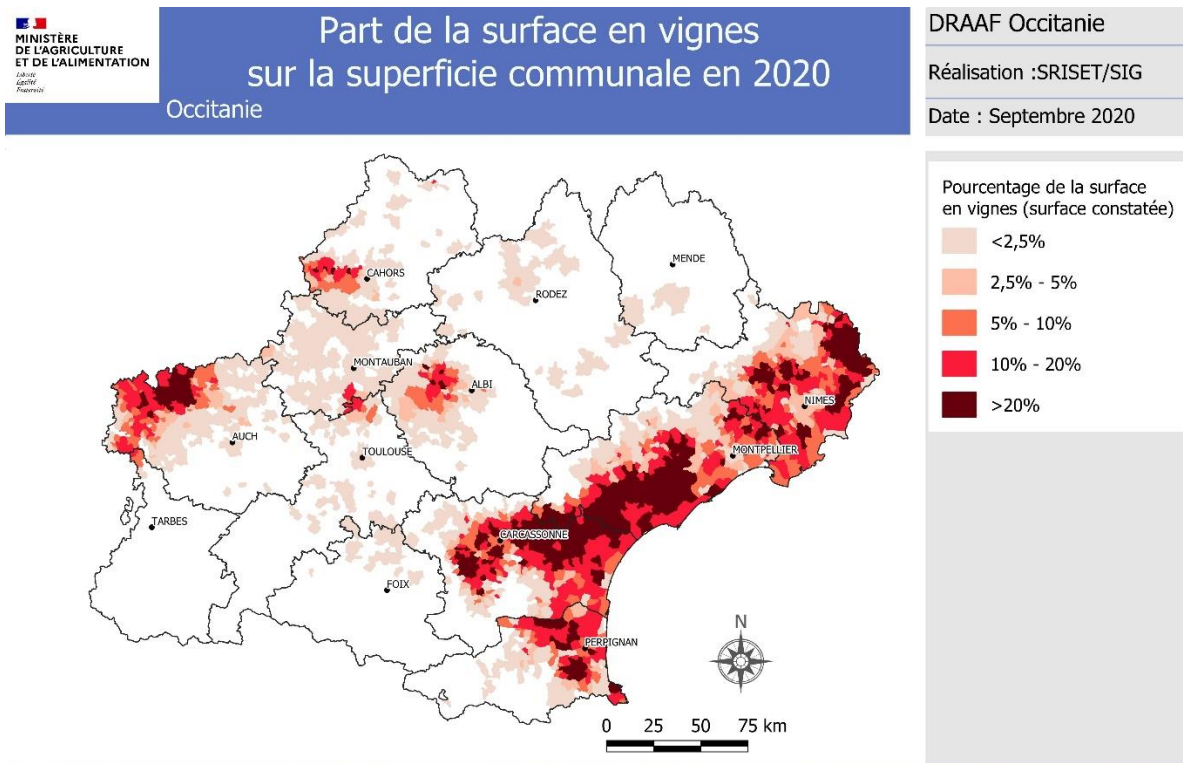 MINISTÈRE
DE L'AGRICULTURE
ET DE L'ALIMENTATION
Liberté
Égalité
Fraternité
Part de la surface en vignes
sur la superficie communale en 2020
Occitanie
DRAAF Occitanie
Réalisation :SRISET/SIG
Date : Septembre 2020
Pourcentage de la surface
en vignes (surface constatée)
<2,5%
2,5% - 5%
5% - 10%
10% - 20%
>20%
MENDE
CAHORS
RODEZ
MONTAUBAN
ALBI
NIMES
AUCH
TOULOUSE
MONTPELLIER
TARBES
CARCASSONNE
FOIX
PERPIGNAN
N
0 25 50 75 km